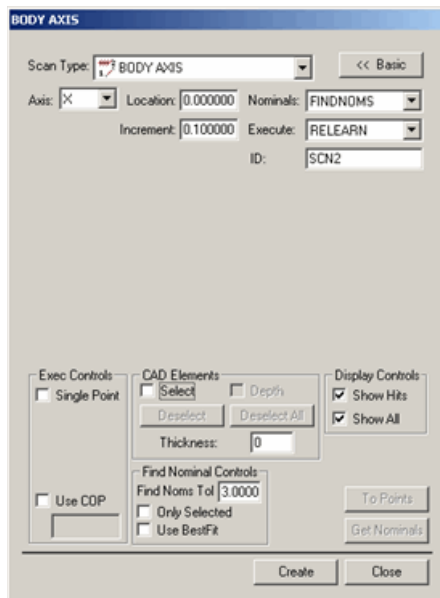 BODY AXIS
Scan Type: BODY AXIS << Basic
Axis: X Location: 0.000000 Nominals: FINDNOMS
Increment: 0.100000 Execute: RELEARN
ID: SCN2
Exec Controls CAD Elements Display Controls
Single Point Select Depth Show Hits
Deselect Deselect All Show All
Thickness: 0
Find Nominal Controls
Find Noms Tol 3.0000
Use COP Only Selected To Points
Use BestFit Get Nominals
Create Close